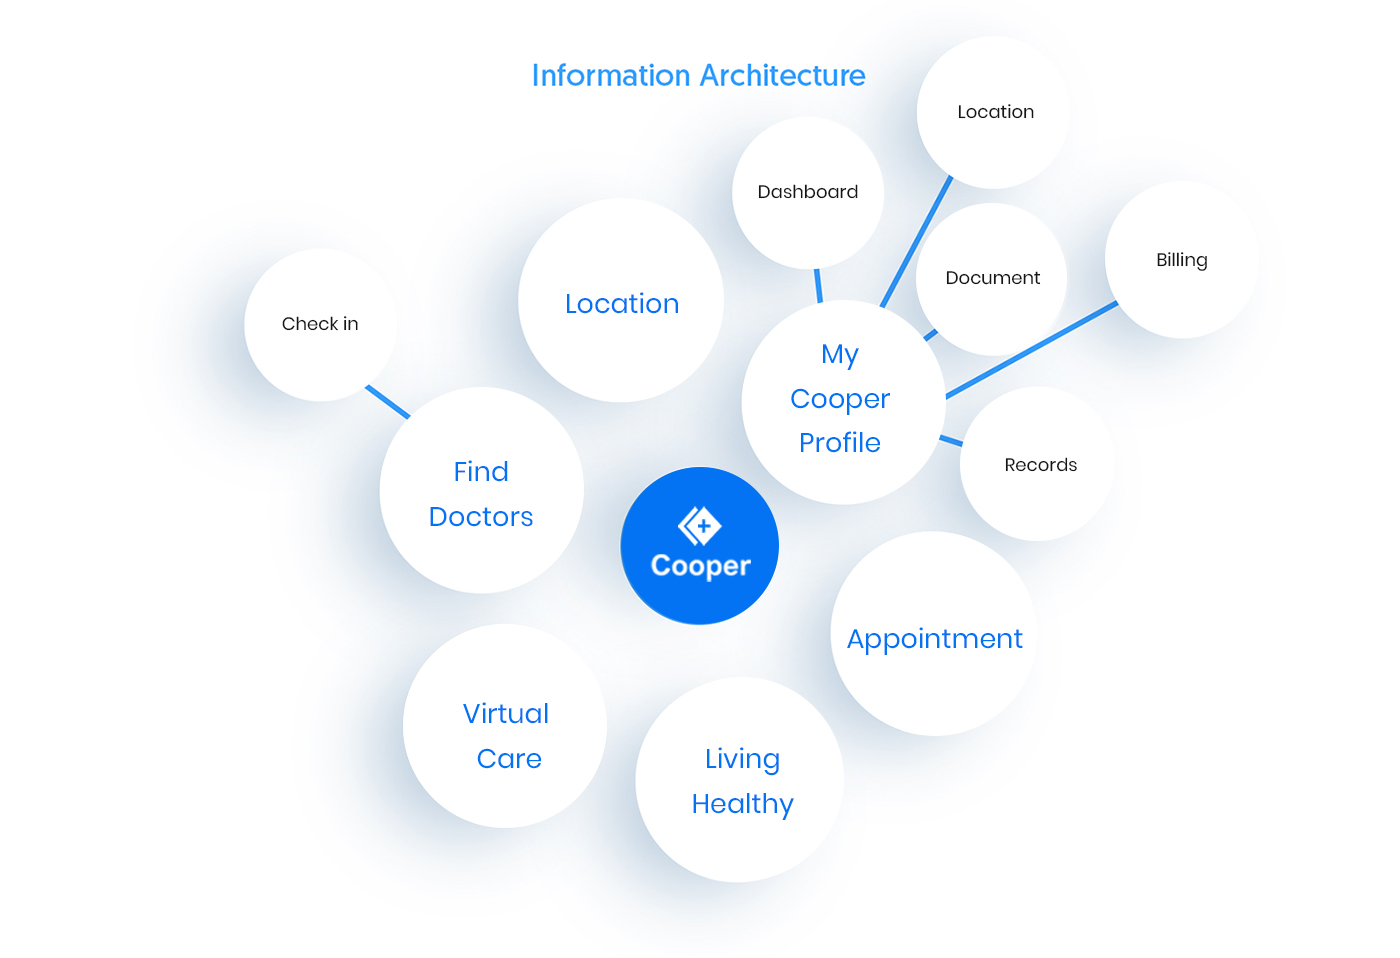 Information Architecture
Location
Dashboard
Document
Billing
Location
Check in
My
Cooper
Profile
Records
Find
Doctors
Cooper
Appointment
Virtual
Care
Living
Healthy